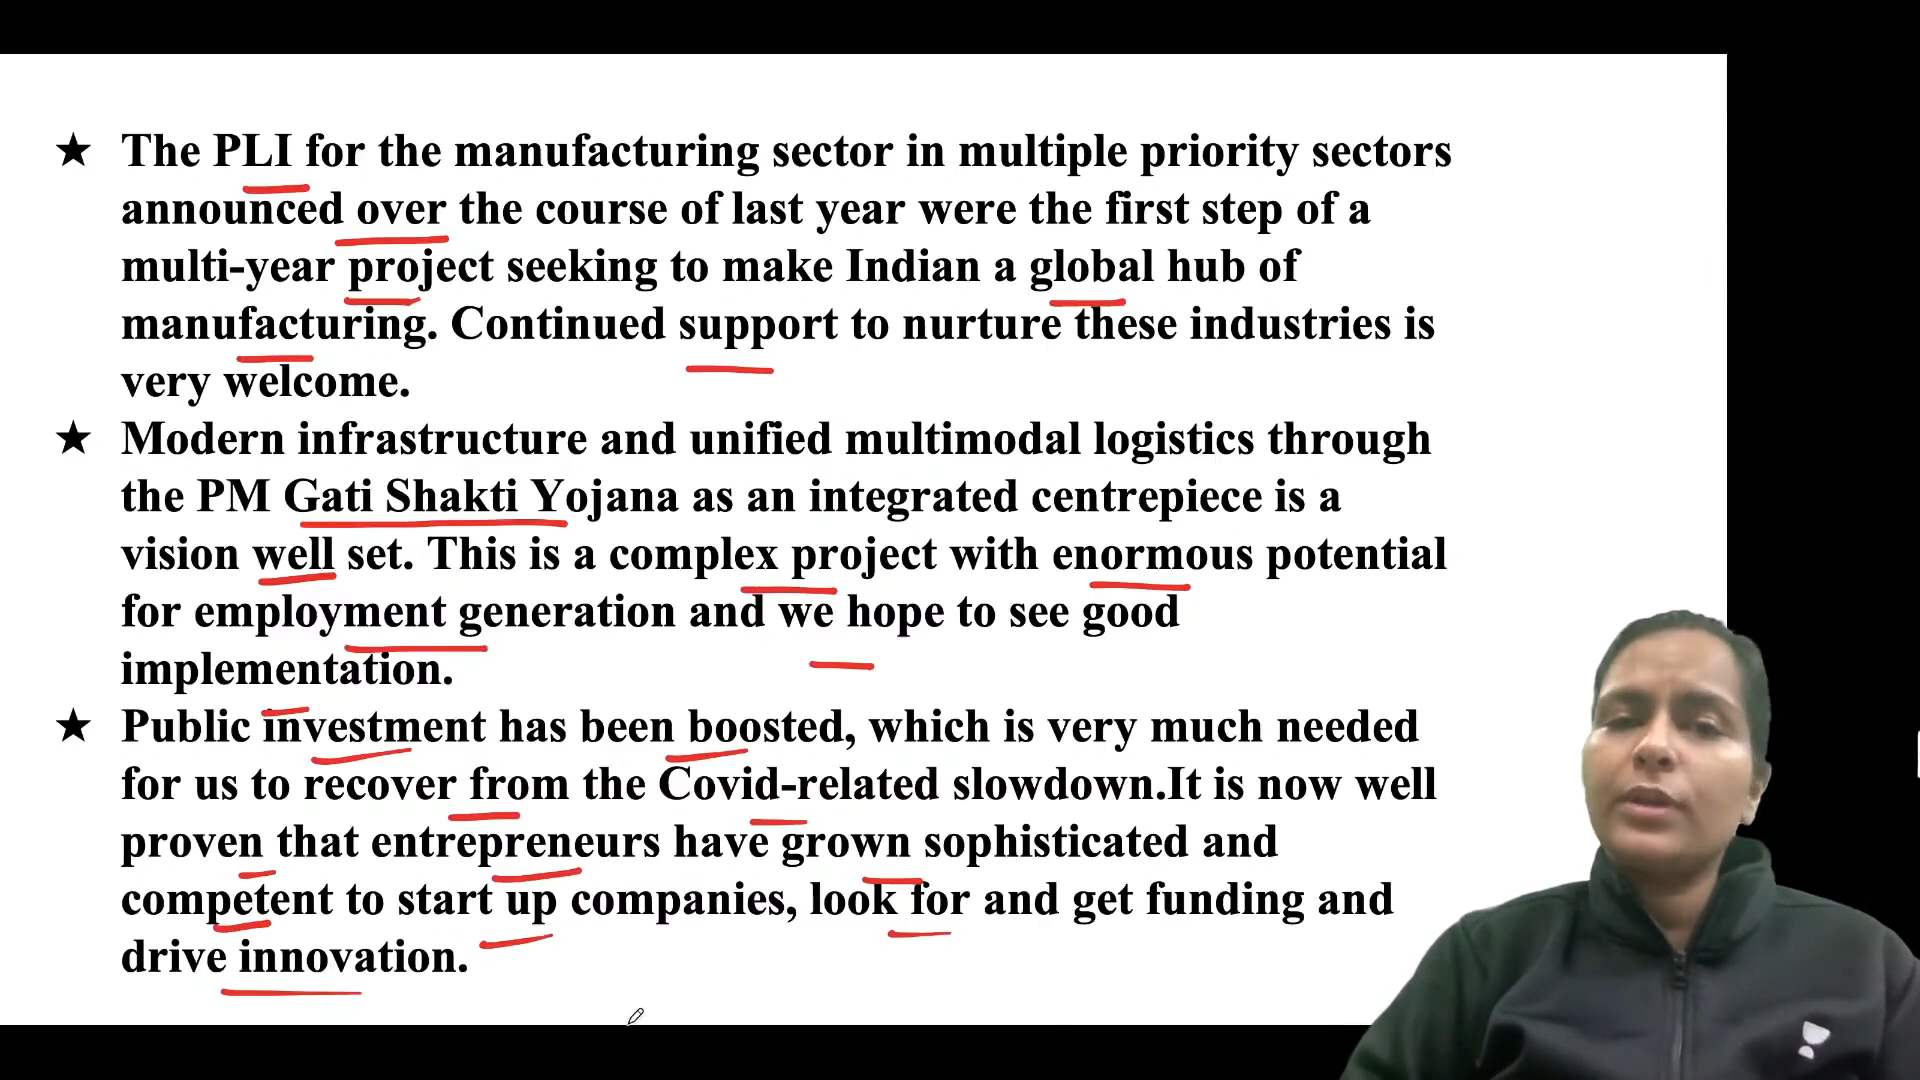 ★ The PLI for the manufacturing sector in multiple priority sectors
announced over the course of last year were the first step of a
multi-year project seeking to make Indian a global hub of
manufacturing. Continued support to nurture these industries is
very welcome.
★ Modern infrastructure and unified multimodal logistics through
the PM Gati Shakti Yojana as an integrated centrepiece is a
vision well set. This is a complex project with enormous potential
for employment generation and we hope to see good
implementation.
★ Public investment has been boosted, which is very much needed
for us to recover from the Covid-related slowdown.It is now well
proven that entrepreneurs have grown sophisticated and
competent to start up companies, look for and get funding and
drive innovation.